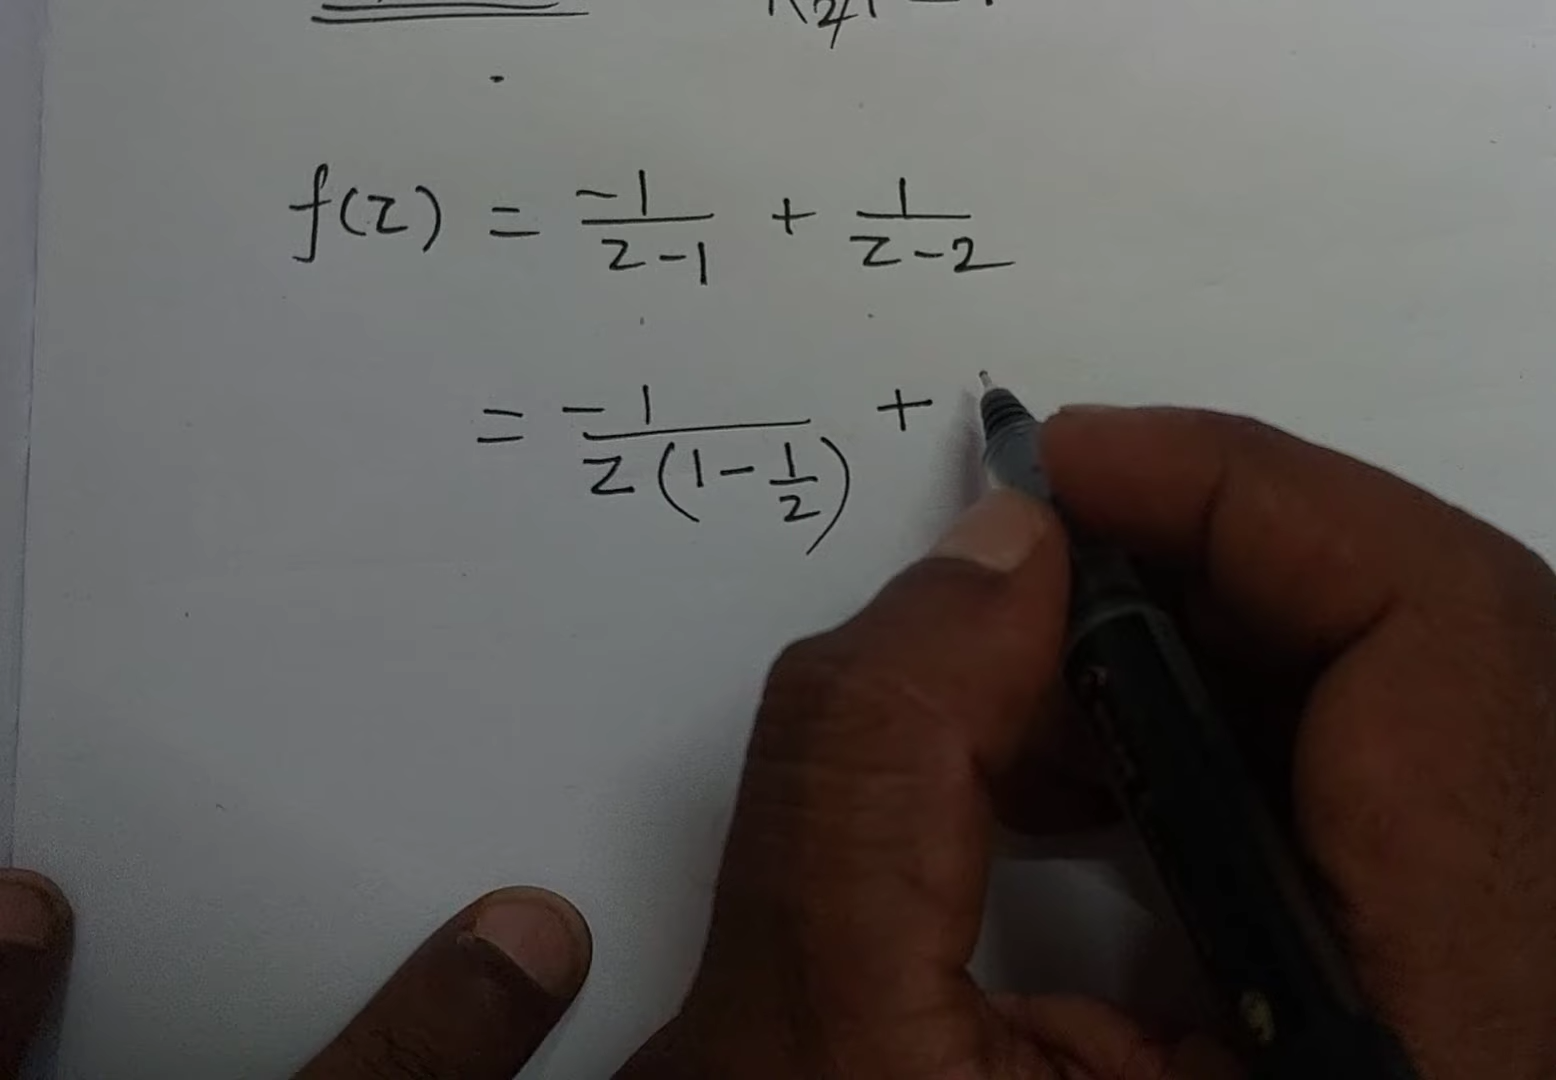 f(z) = -1/(z-1) + 1/(z-2)
= -1/(z(1-1/z)) +